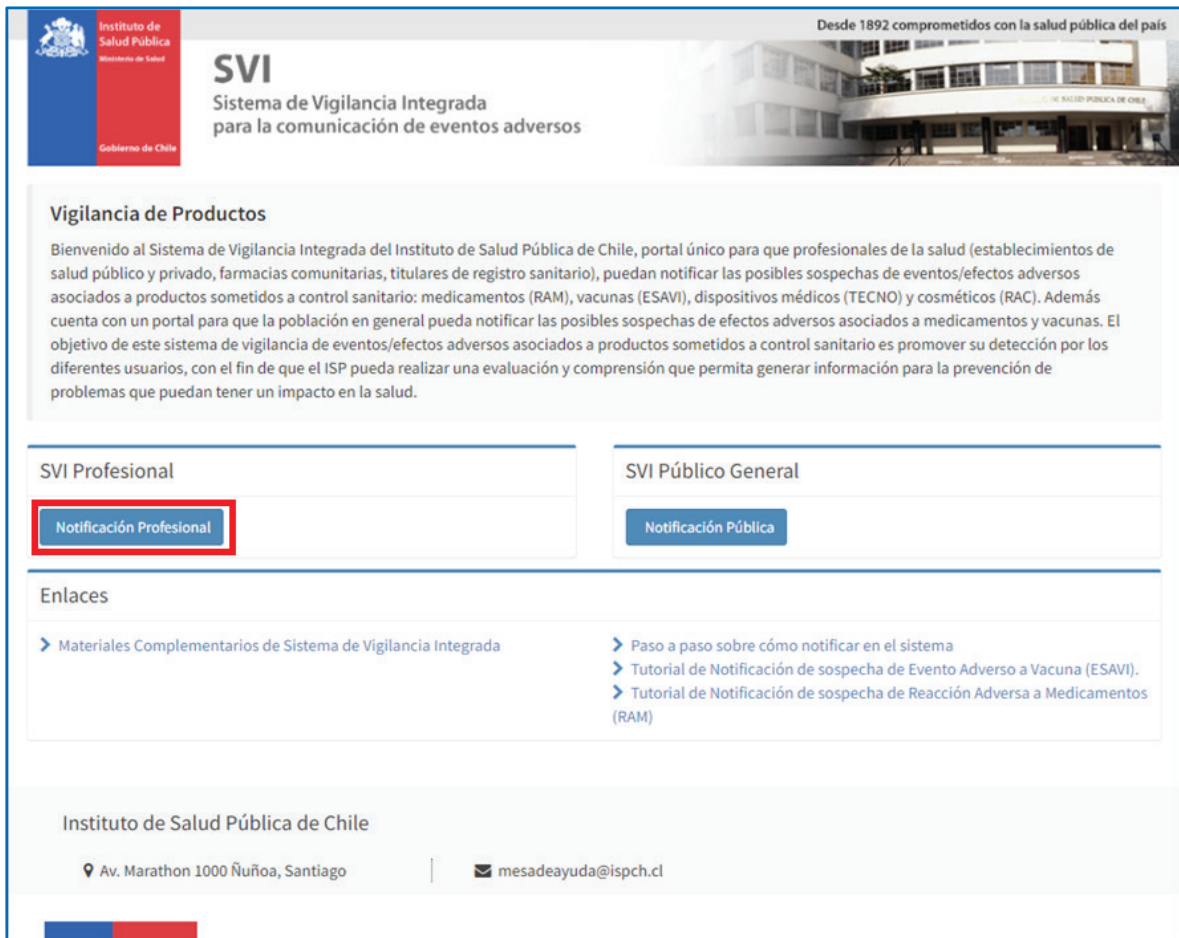 Instituto de
Salud Pública
Ministerio de Salud
Gobierno de Chile
Desde 1892 comprometidos con la salud pública del país
SVI
Sistema de Vigilancia Integrada
para la comunicación de eventos adversos
DE SALUD PUBLICA DE CHILE
Vigilancia de Productos
Bienvenido al Sistema de Vigilancia Integrada del Instituto de Salud Pública de Chile, portal único para que profesionales de la salud (establecimientos de
salud público y privado, farmacias comunitarias, titulares de registro sanitario), puedan notificar las posibles sospechas de eventos/efectos adversos
asociados a productos sometidos a control sanitario: medicamentos (RAM), vacunas (ESAVI), dispositivos médicos (TECNO) y cosméticos (RAC). Además
cuenta con un portal para que la población en general pueda notificar las posibles sospechas de efectos adversos asociados a medicamentos y vacunas. El
objetivo de este sistema de vigilancia de eventos/efectos adversos asociados a productos sometidos a control sanitario es promover su detección por los
diferentes usuarios, con el fin de que el ISP pueda realizar una evaluación y comprensión que permita generar información para la prevención de
problemas que puedan tener un impacto en la salud.
SVI Profesional
Notificación Profesional
SVI Público General
Notificación Pública
Enlaces
Materiales Complementarios de Sistema de Vigilancia Integrada
Paso a paso sobre cómo notificar en el sistema
Tutorial de Notificación de sospecha de Evento Adverso a Vacuna (ESAVI).
Tutorial de Notificación de sospecha de Reacción Adversa a Medicamentos
(RAM)
Instituto de Salud Pública de Chile
Av. Marathon 1000 Ñuñoa, Santiago
mesadeayuda@ispch.cl